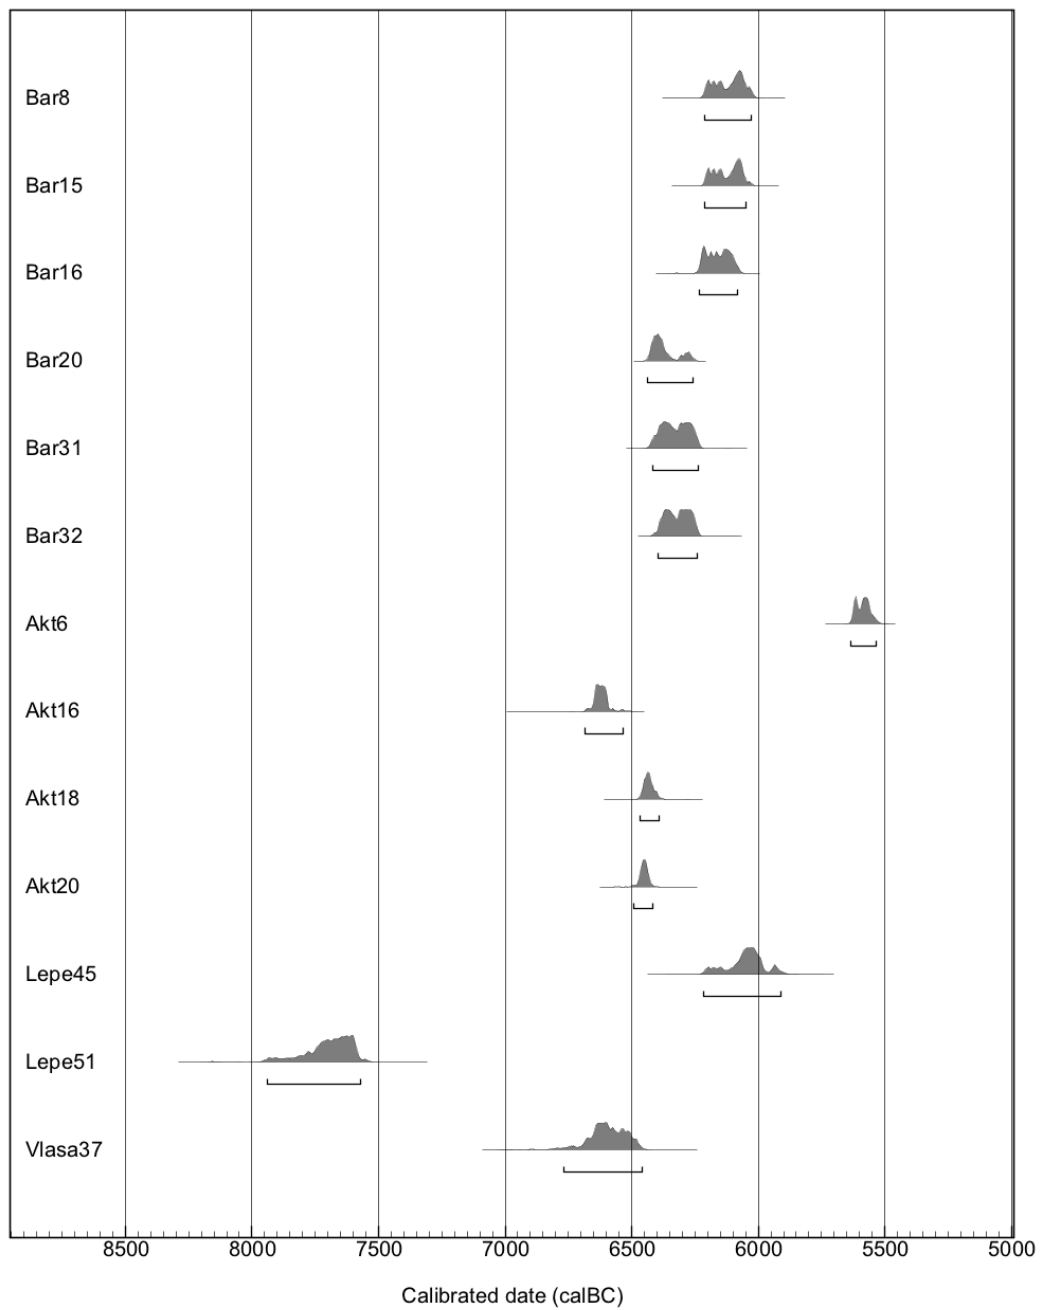 Bar8
Bar15
Bar16
Bar20
Bar31
Bar32
Akt6
Akt16
Akt18
Akt20
Lepe45
Lepe51
Vlasa37
8500 8000 7500 7000 6500 6000 5500 5000
Calibrated date (calBC)